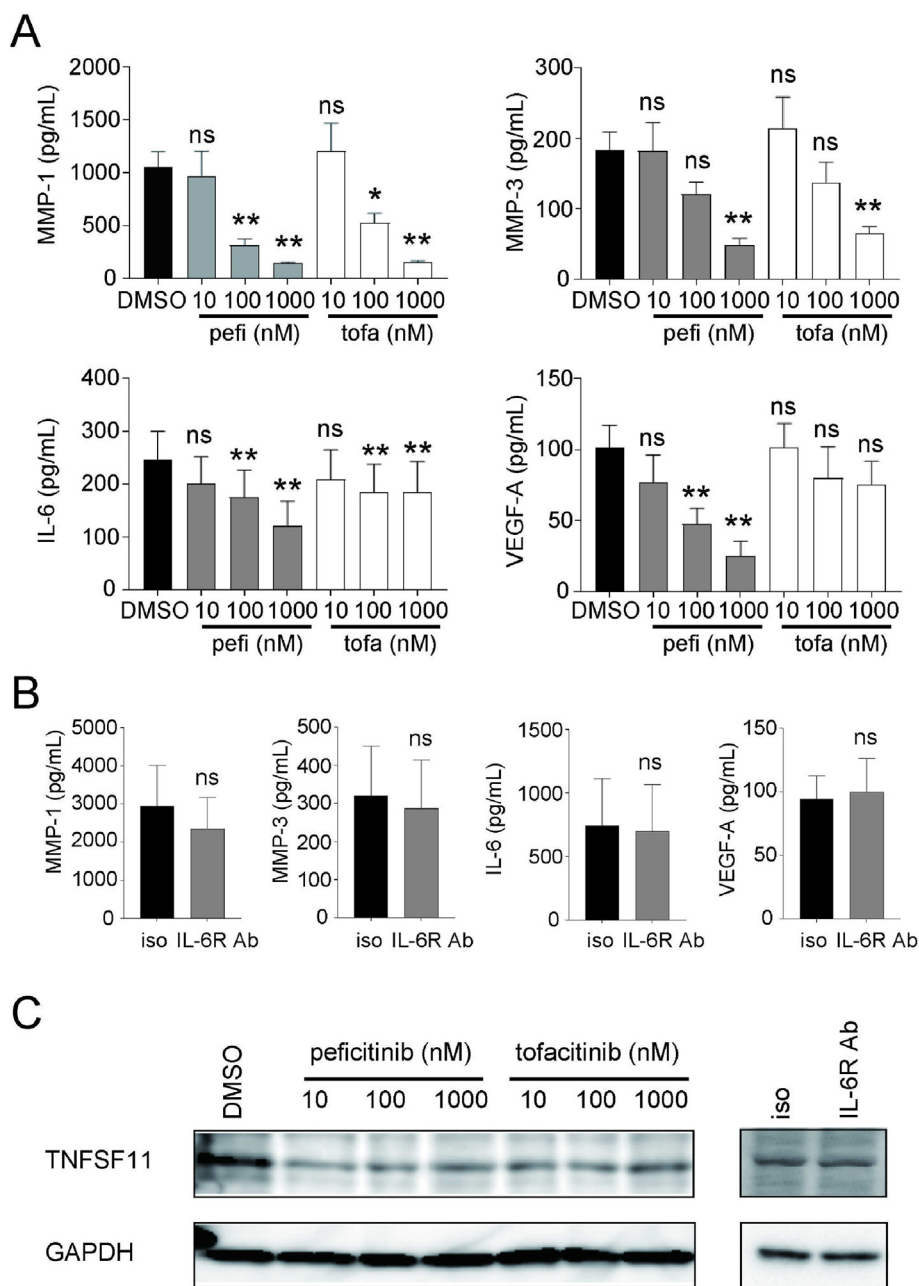 A
MMP-1 (pg/mL)
2000
1500
1000
500
0
ns
**
**
ns
*
**
DMSO 10 100 1000 10 100 1000
pefi (nM) tofa (nM)
MMP-3 (pg/mL)
300
200
100
0
ns
ns
**
ns
ns
**
DMSO 10 100 1000 10 100 1000
pefi (nM) tofa (nM)
IL-6 (pg/mL)
400
300
200
100
0
ns
**
**
ns
**
**
DMSO 10 100 1000 10 100 1000
pefi (nM) tofa (nM)
VEGF-A (pg/mL)
150
100
50
0
ns
**
**
ns
ns
ns
DMSO 10 100 1000 10 100 1000
pefi (nM) tofa (nM)
B
MMP-1 (pg/mL)
5000
4000
3000
2000
1000
0
ns
iso IL-6R Ab
MMP-3 (pg/mL)
500
400
300
200
100
0
ns
iso IL-6R Ab
IL-6 (pg/mL)
1500
1000
500
0
ns
iso IL-6R Ab
VEGF-A (pg/mL)
150
100
50
0
ns
iso IL-6R Ab
C
DMSO
peficitinib (nM) tofacitinib (nM)
10 100 1000 10 100 1000
iso
IL-6R Ab
TNFSF11
GAPDH